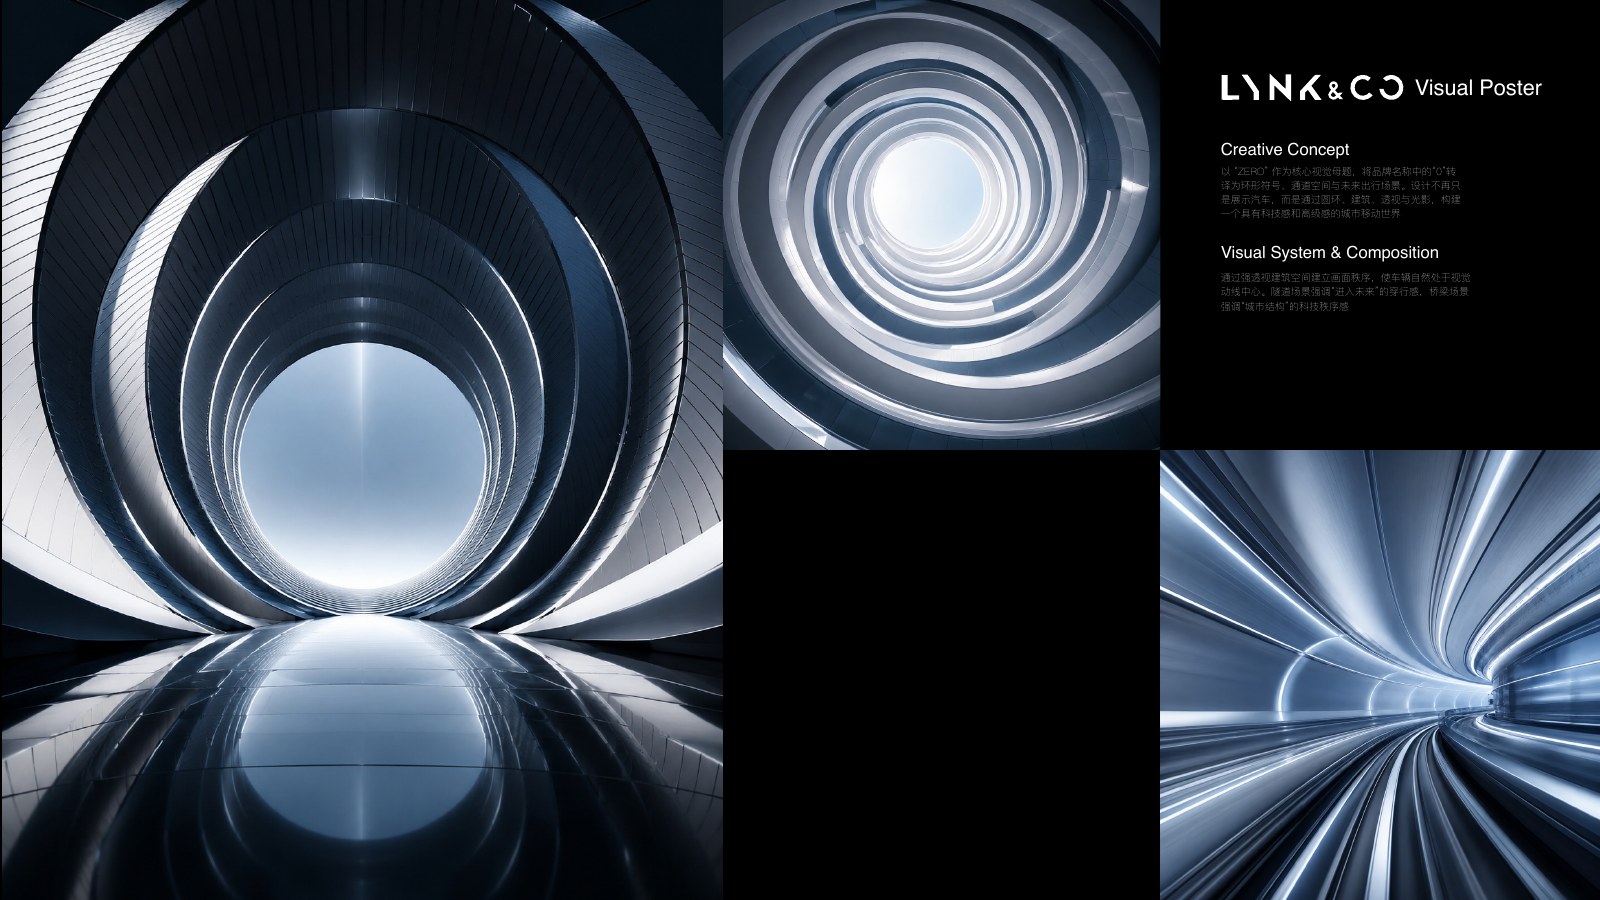 LYNK&CO Visual Poster
Creative Concept
以 “ZERO” 作为核心视觉母题，将品牌名称中的“0”转
译为环形符号、通道空间与未来出行场景。设计不再只
是展示汽车，而是通过圆环、建筑、透视与光影，构建
一个具有科技感和高级感的城市移动世界
Visual System & Composition
通过强透视建筑空间建立画面秩序，使车辆自然处于视觉
动线中心。隧道场景强调“进入未来”的穿行感，桥梁场景
强调“城市结构”的科技秩序感